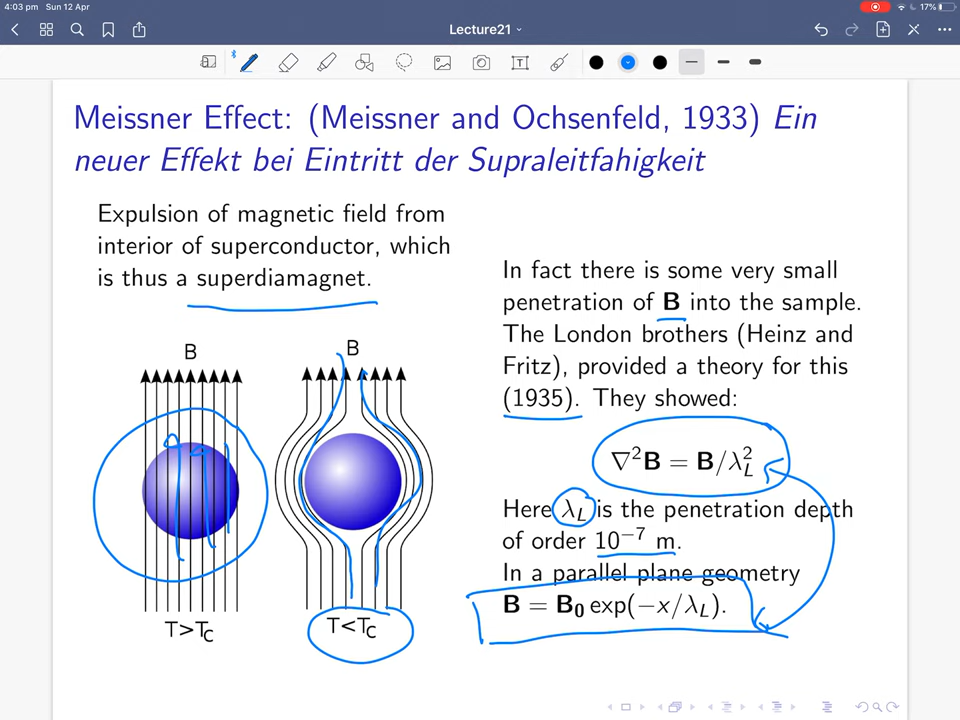 4:03 pm Sun 12 Apr
17%
Lecture21
Meissner Effect: (Meissner and Ochsenfeld, 1933) Ein
neuer Effekt bei Eintritt der Supraleitfahigkeit
Expulsion of magnetic field from
interior of superconductor, which
is thus a superdiamagnet.
B
B
T>T_C
T<T_C
In fact there is some very small
penetration of B into the sample.
The London brothers (Heinz and
Fritz), provided a theory for this
(1935). They showed:
∇²B = B/λ_L²
Here λ_L is the penetration depth
of order 10⁻⁷ m.
In a parallel plane geometry
B = B₀ exp(−x/λ_L).